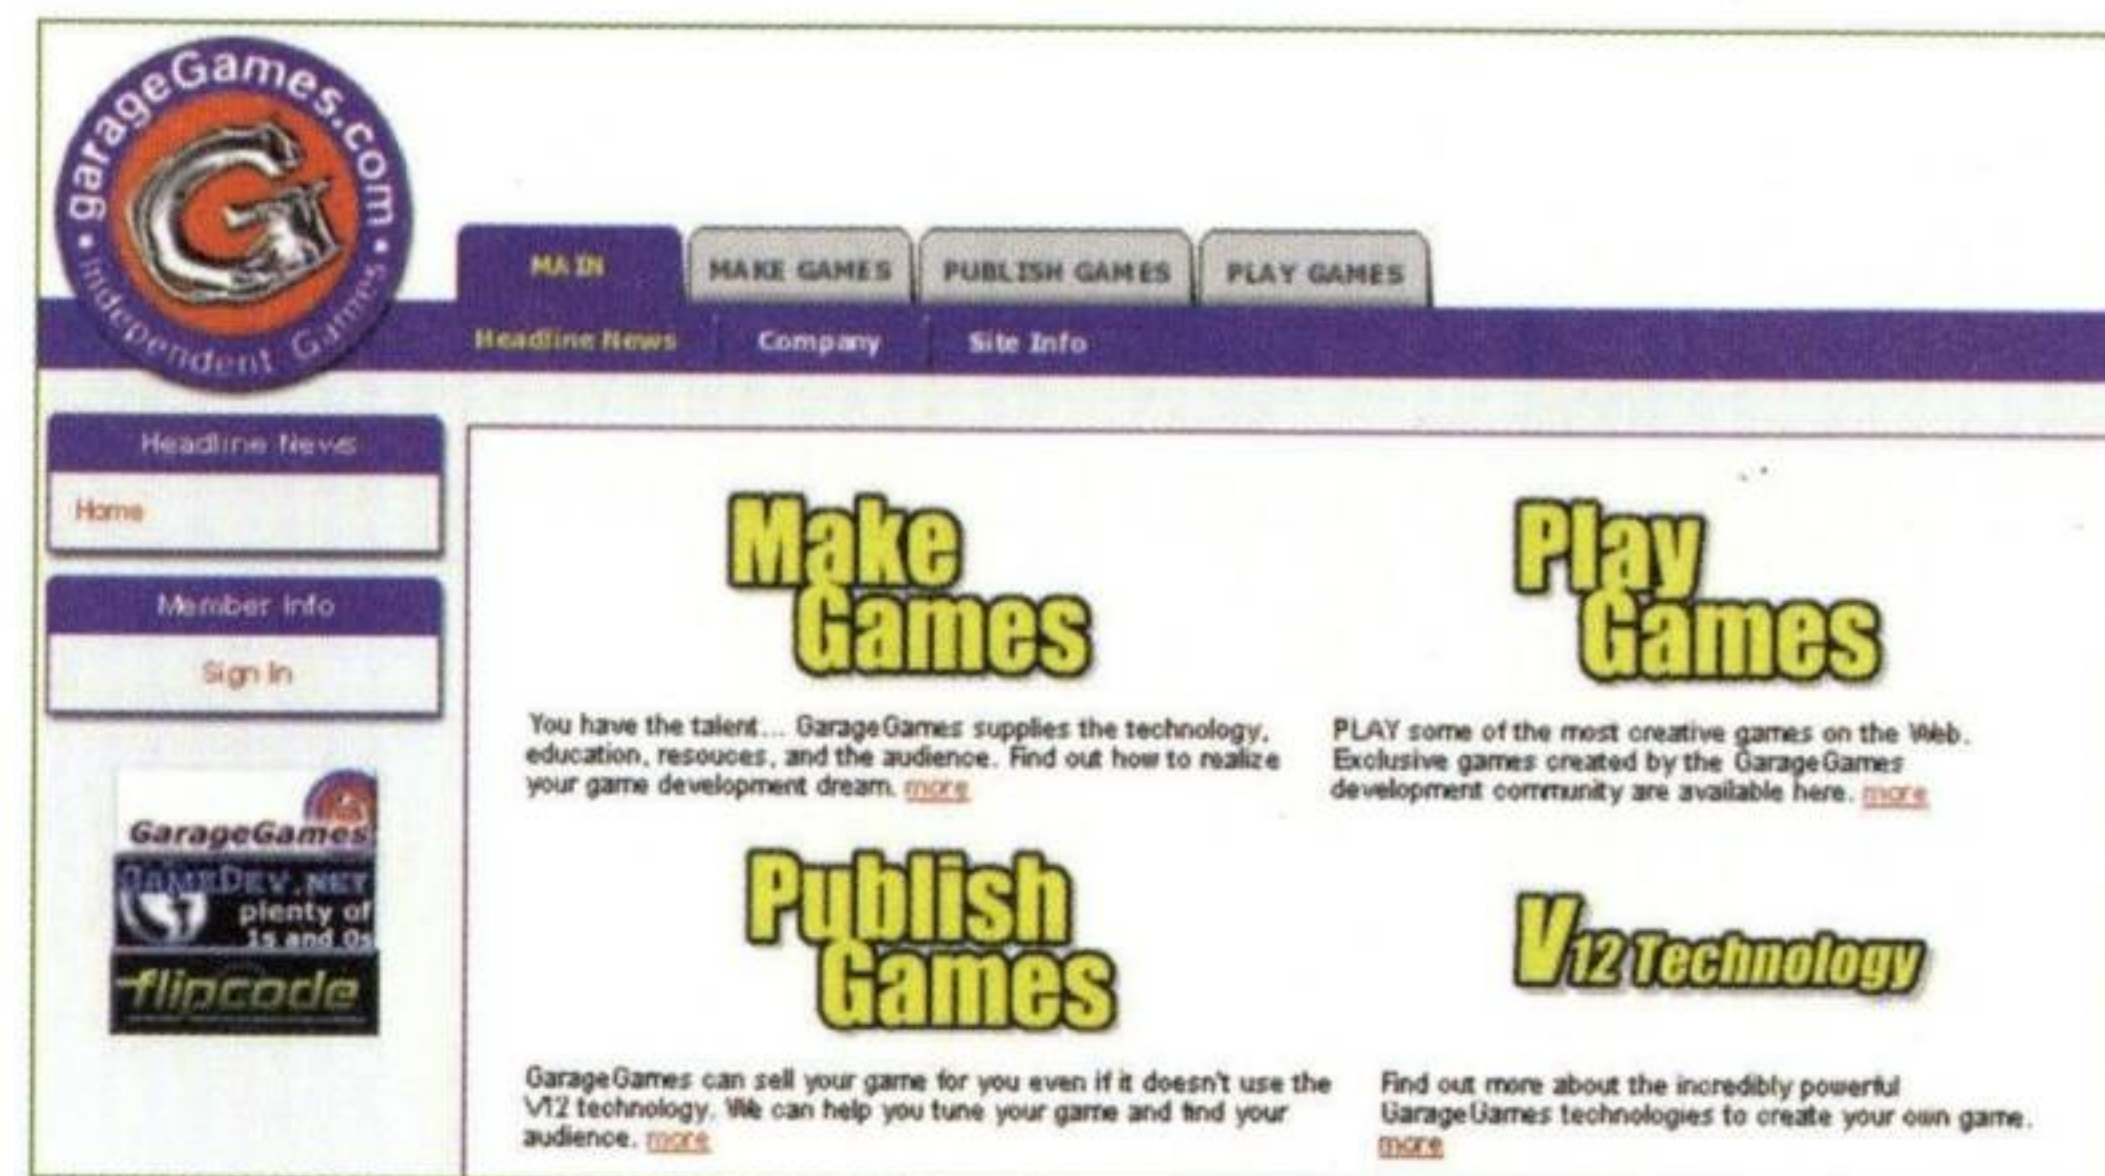 garageGames.com
• Independent Games •
G
MAIN
MAKE GAMES
PUBLISH GAMES
PLAY GAMES
Headline News
Company
Site Info
Headline News
Home
Member Info
Sign In
GarageGames
GAMEDEV.NET
plenty of
1s and 0s
flipcode
Make
Games
You have the talent... GarageGames supplies the technology,
education, resouces, and the audience. Find out how to realize
your game development dream. more
Play
Games
PLAY some of the most creative games on the Web.
Exclusive games created by the GarageGames
development community are available here. more
Publish
Games
GarageGames can sell your game for you even if it doesn't use the
V12 technology. We can help you tune your game and find your
audience. more
V12 Technology
Find out more about the incredibly powerful
GarageGames technologies to create your own game.
more